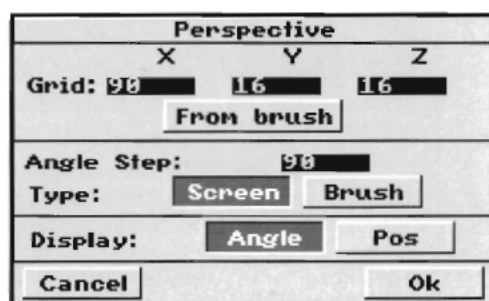 Perspective
X Y Z
Grid: 90 16 16
From brush
Angle Step: 90
Type: Screen Brush
Display: Angle Pos
Cancel Ok